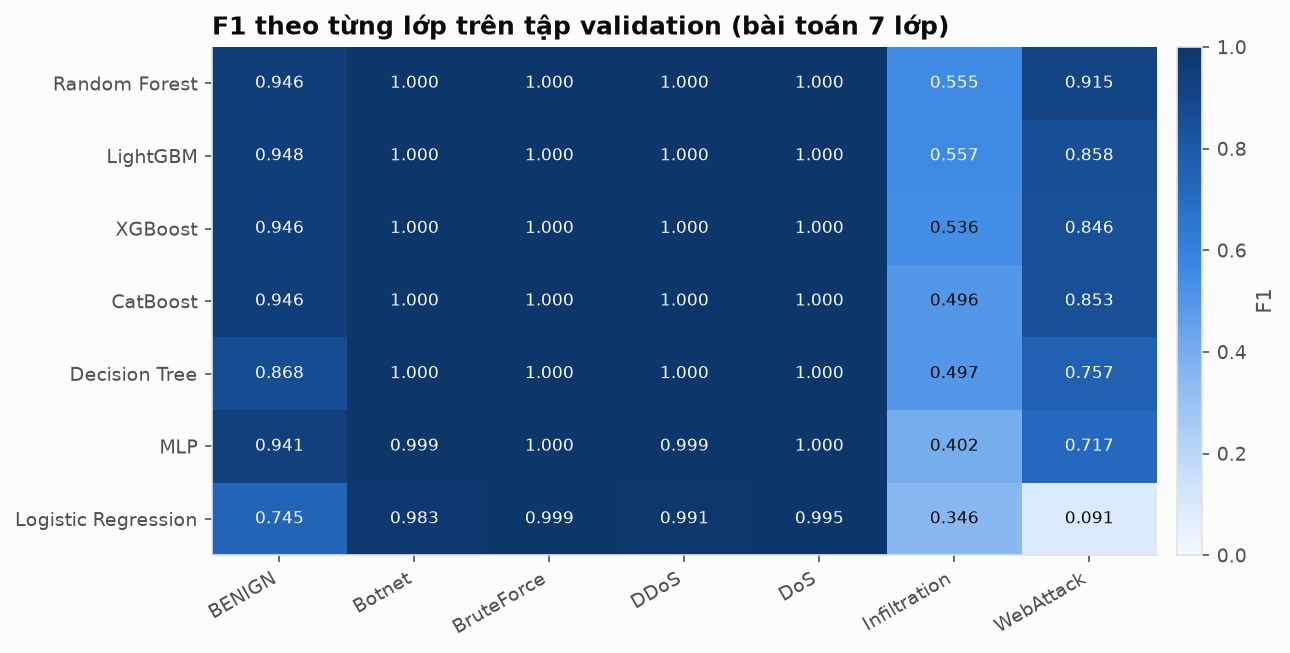 F1 theo từng lớp trên tập validation (bài toán 7 lớp)
Random Forest 0.946 1.000 1.000 1.000 1.000 0.555 0.915
LightGBM 0.948 1.000 1.000 1.000 1.000 0.557 0.858
XGBoost 0.946 1.000 1.000 1.000 1.000 0.536 0.846
CatBoost 0.946 1.000 1.000 1.000 1.000 0.496 0.853
Decision Tree 0.868 1.000 1.000 1.000 1.000 0.497 0.757
MLP 0.941 0.999 1.000 0.999 1.000 0.402 0.717
Logistic Regression 0.745 0.983 0.999 0.991 0.995 0.346 0.091
BENIGN Botnet BruteForce DDoS DoS Infiltration WebAttack
1.0
0.8
0.6
0.4
0.2
0.0
F1